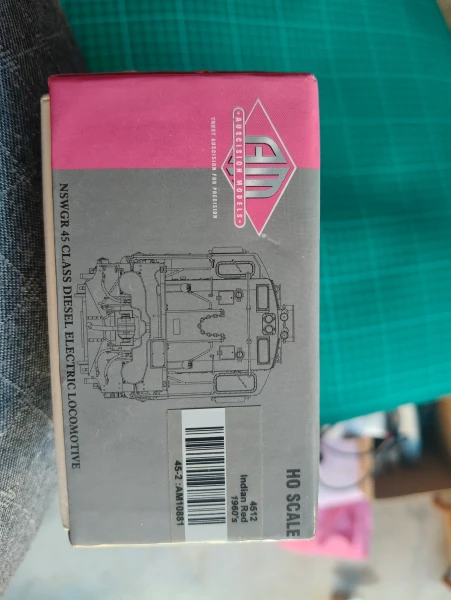 AM
AUSCISION MODELS
TRUST AUSCISION FOR PRECISION
HO SCALE
4512
Indian Red
1960's
45-2 :AM10881
NSWGR 45 CLASS DIESEL ELECTRIC LOCOMOTIVE